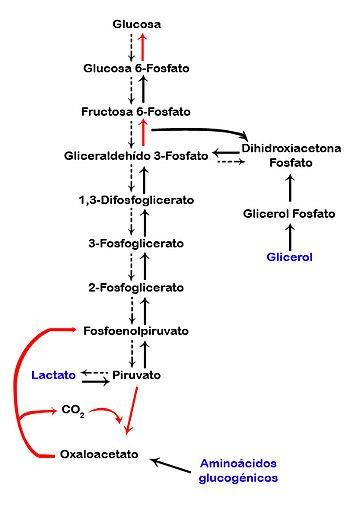 Glucosa
Glucosa 6-Fosfato
Fructosa 6-Fosfato
Gliceraldehído 3-Fosfato
Dihidroxiacetona
Fosfato
1,3-Difosfoglicerato
Glicerol Fosfato
3-Fosfoglicerato
Glicerol
2-Fosfoglicerato
Fosfoenolpiruvato
Lactato
Piruvato
CO2
Oxaloacetato
Aminoácidos
glucogénicos